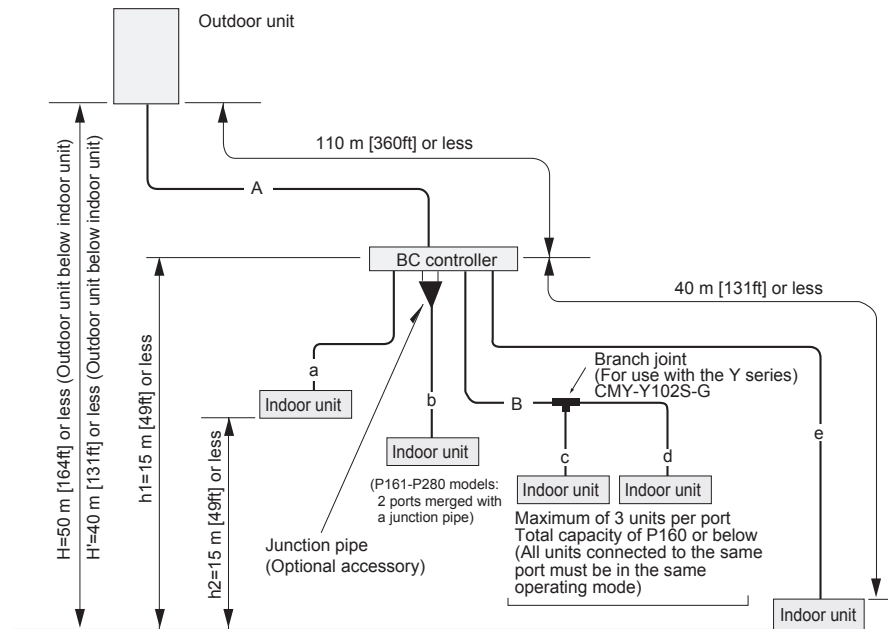 Outdoor unit
110 m [360ft] or less
A
H=50 m [164ft] or less (Outdoor unit below indoor unit)
H'=40 m [131ft] or less (Outdoor unit below indoor unit)
h1=15 m [49ft] or less
h2=15 m [49ft] or less
BC controller
40 m [131ft] or less
a
Indoor unit
b
Indoor unit
(P161-P280 models:
2 ports merged with
a junction pipe)
Junction pipe
(Optional accessory)
B
Branch joint
(For use with the Y series)
CMY-Y102S-G
c
d
e
Indoor unit
Indoor unit
Maximum of 3 units per port
Total capacity of P160 or below
(All units connected to the same
port must be in the same
operating mode)
Indoor unit